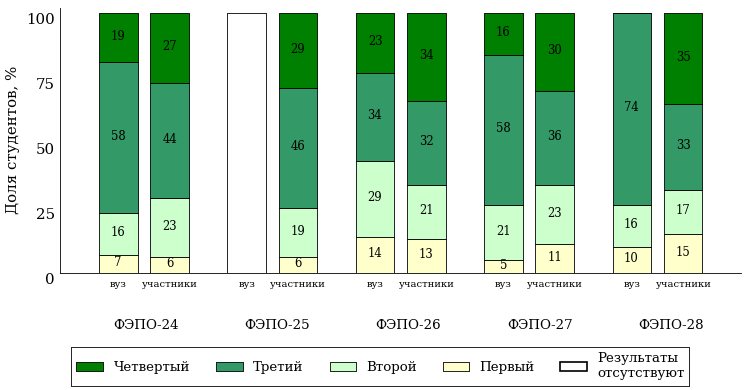 Доля студентов, %
100
75
50
25
0
19 27 29 23 34 16 30 35
58 44 46 34 32 58 36 74 33
16 23 19 29 21 21 23 16 17
7 6 6 14 13 5 11 10 15
вуз участники вуз участники вуз участники вуз участники вуз участники
ФЭПО-24 ФЭПО-25 ФЭПО-26 ФЭПО-27 ФЭПО-28
Четвертый Третий Второй Первый Результаты
отсутствуют